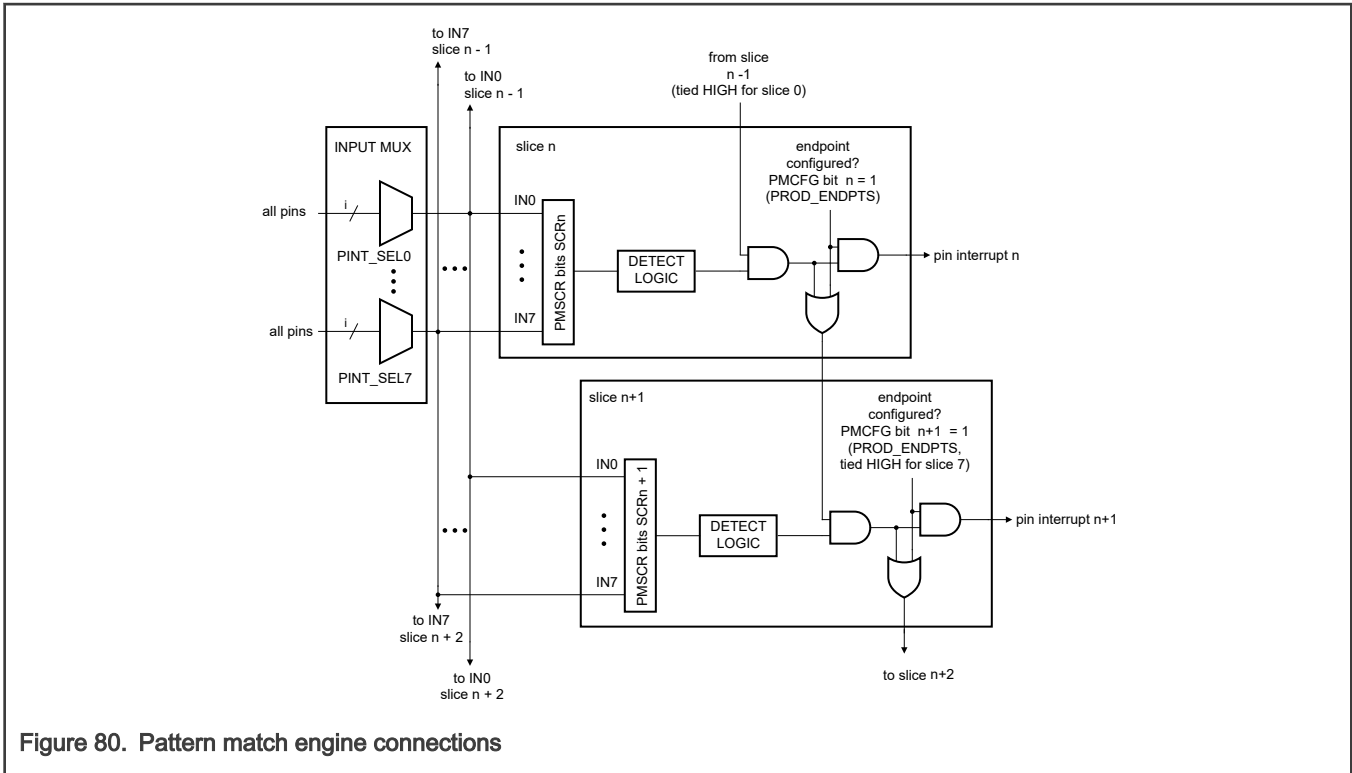 to IN7
slice n - 1
to IN0
slice n - 1
from slice
n -1
(tied HIGH for slice 0)
INPUT MUX
all pins
i
PINT_SEL0
all pins
i
PINT_SEL7
slice n
IN0
IN7
PMSCR bits SCRn
DETECT
LOGIC
endpoint
configured?
PMCFG bit n = 1
(PROD_ENDPTS)
pin interrupt n
slice n+1
IN0
IN7
PMSCR bits SCRn + 1
DETECT
LOGIC
endpoint
configured?
PMCFG bit n+1 = 1
(PROD_ENDPTS,
tied HIGH for slice 7)
pin interrupt n+1
to IN7
slice n + 2
to IN0
slice n + 2
to slice n+2
Figure 80. Pattern match engine connections